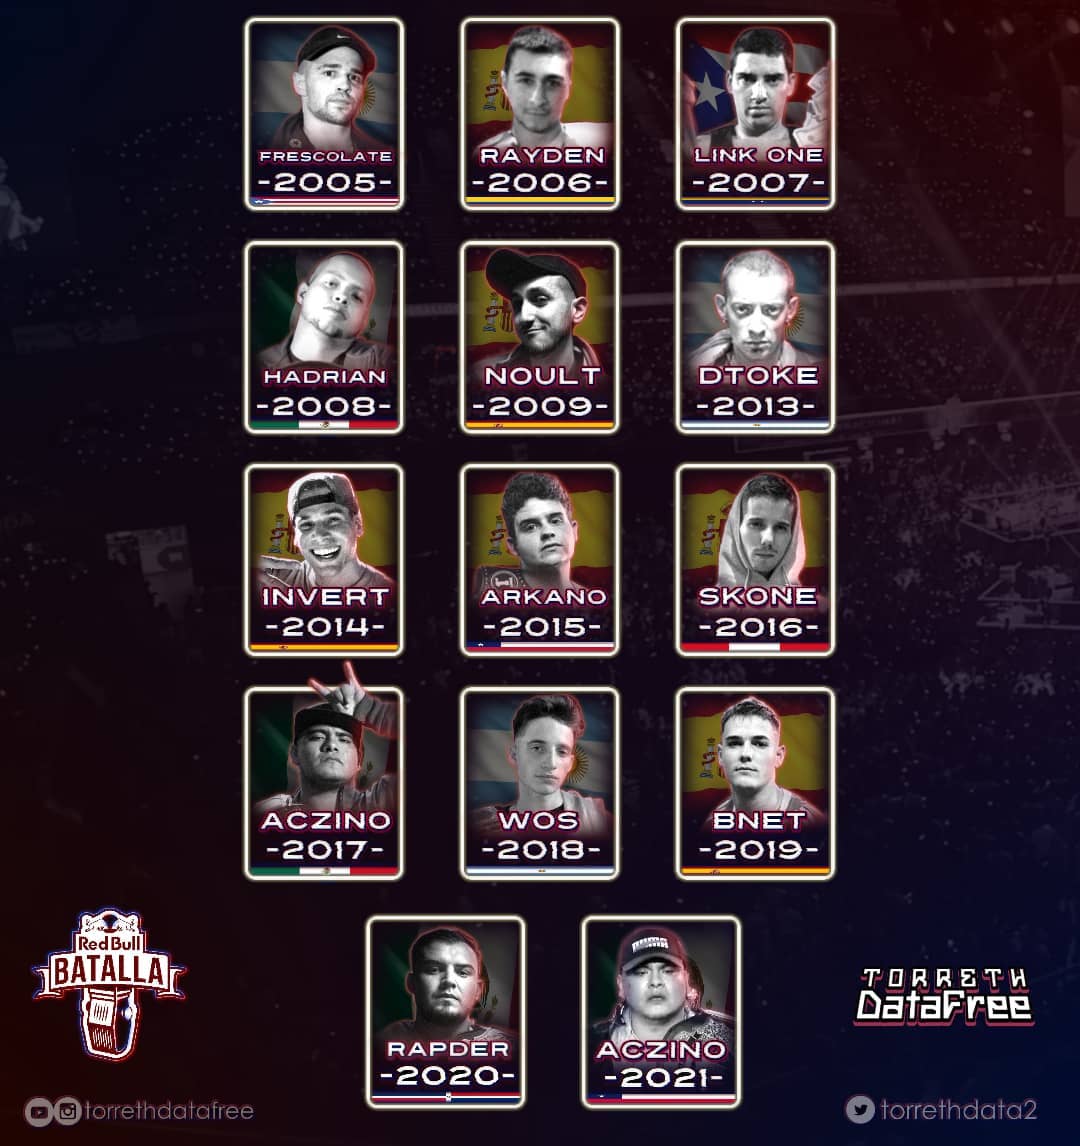 FRESCOLATE
-2005-
RAYDEN
-2006-
LINK ONE
-2007-
HADRIAN
-2008-
NOULT
-2009-
DTOKE
-2013-
INVERT
-2014-
ARKANO
-2015-
SKONE
-2016-
ACZINO
-2017-
WOS
-2018-
BNET
-2019-
PUMA
RAPDER
-2020-
ACZINO
-2021-
Red Bull
BATALLA
TORRETH
DataFree
torrethdatafree
torrethdata2